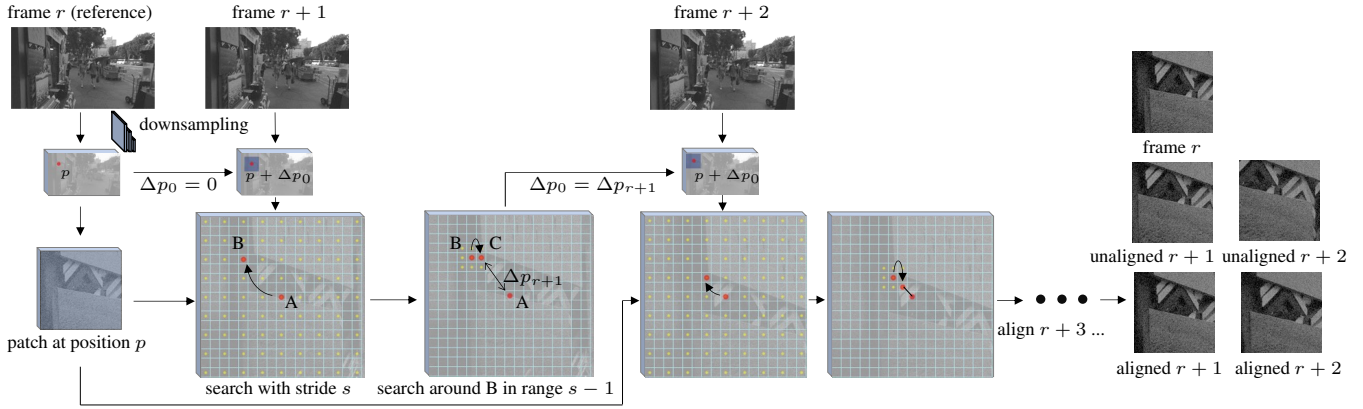 frame r (reference)
frame r + 1
frame r + 2
downsampling
p
Δp₀ = 0
p + Δp₀
Δp₀ = Δpᵣ₊₁
p + Δp₀
frame r
B
A
B
C
Δpᵣ₊₁
A
unaligned r + 1
unaligned r + 2
align r + 3 ...
patch at position p
search with stride s
search around B in range s − 1
aligned r + 1
aligned r + 2